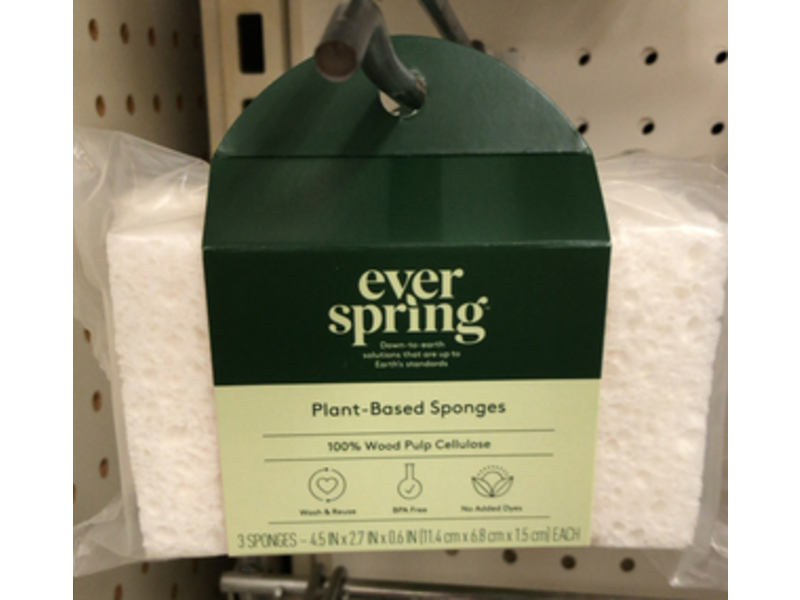 ever
spring
Down-to-earth
solutions that are up to
Earth's standards
Plant-Based Sponges
100% Wood Pulp Cellulose
Wash & Reuse BPA Free No Added Dyes
3 SPONGES – 4.5 IN x 2.7 IN x 0.6 IN (11.4 cm x 6.8 cm x 1.5 cm) EACH